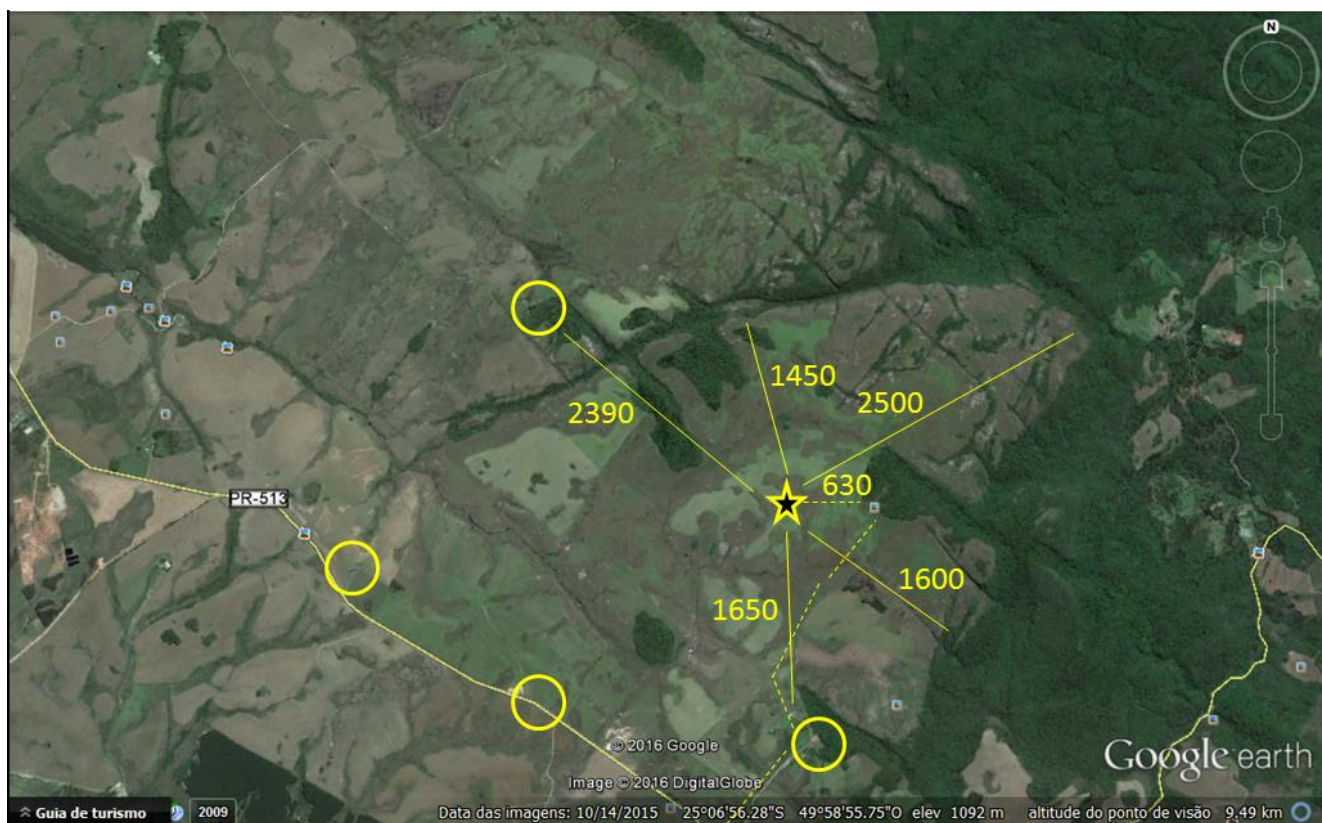 N
1450
2390
2500
630
PR-513
1600
1650
© 2016 Google
Image © 2016 DigitalGlobe
Google earth
Guia de turismo
2009
Data das imagens: 10/14/2015 25°06'56.28"S 49°58'55.75"O elev 1092 m altitude do ponto de visão 9.49 km